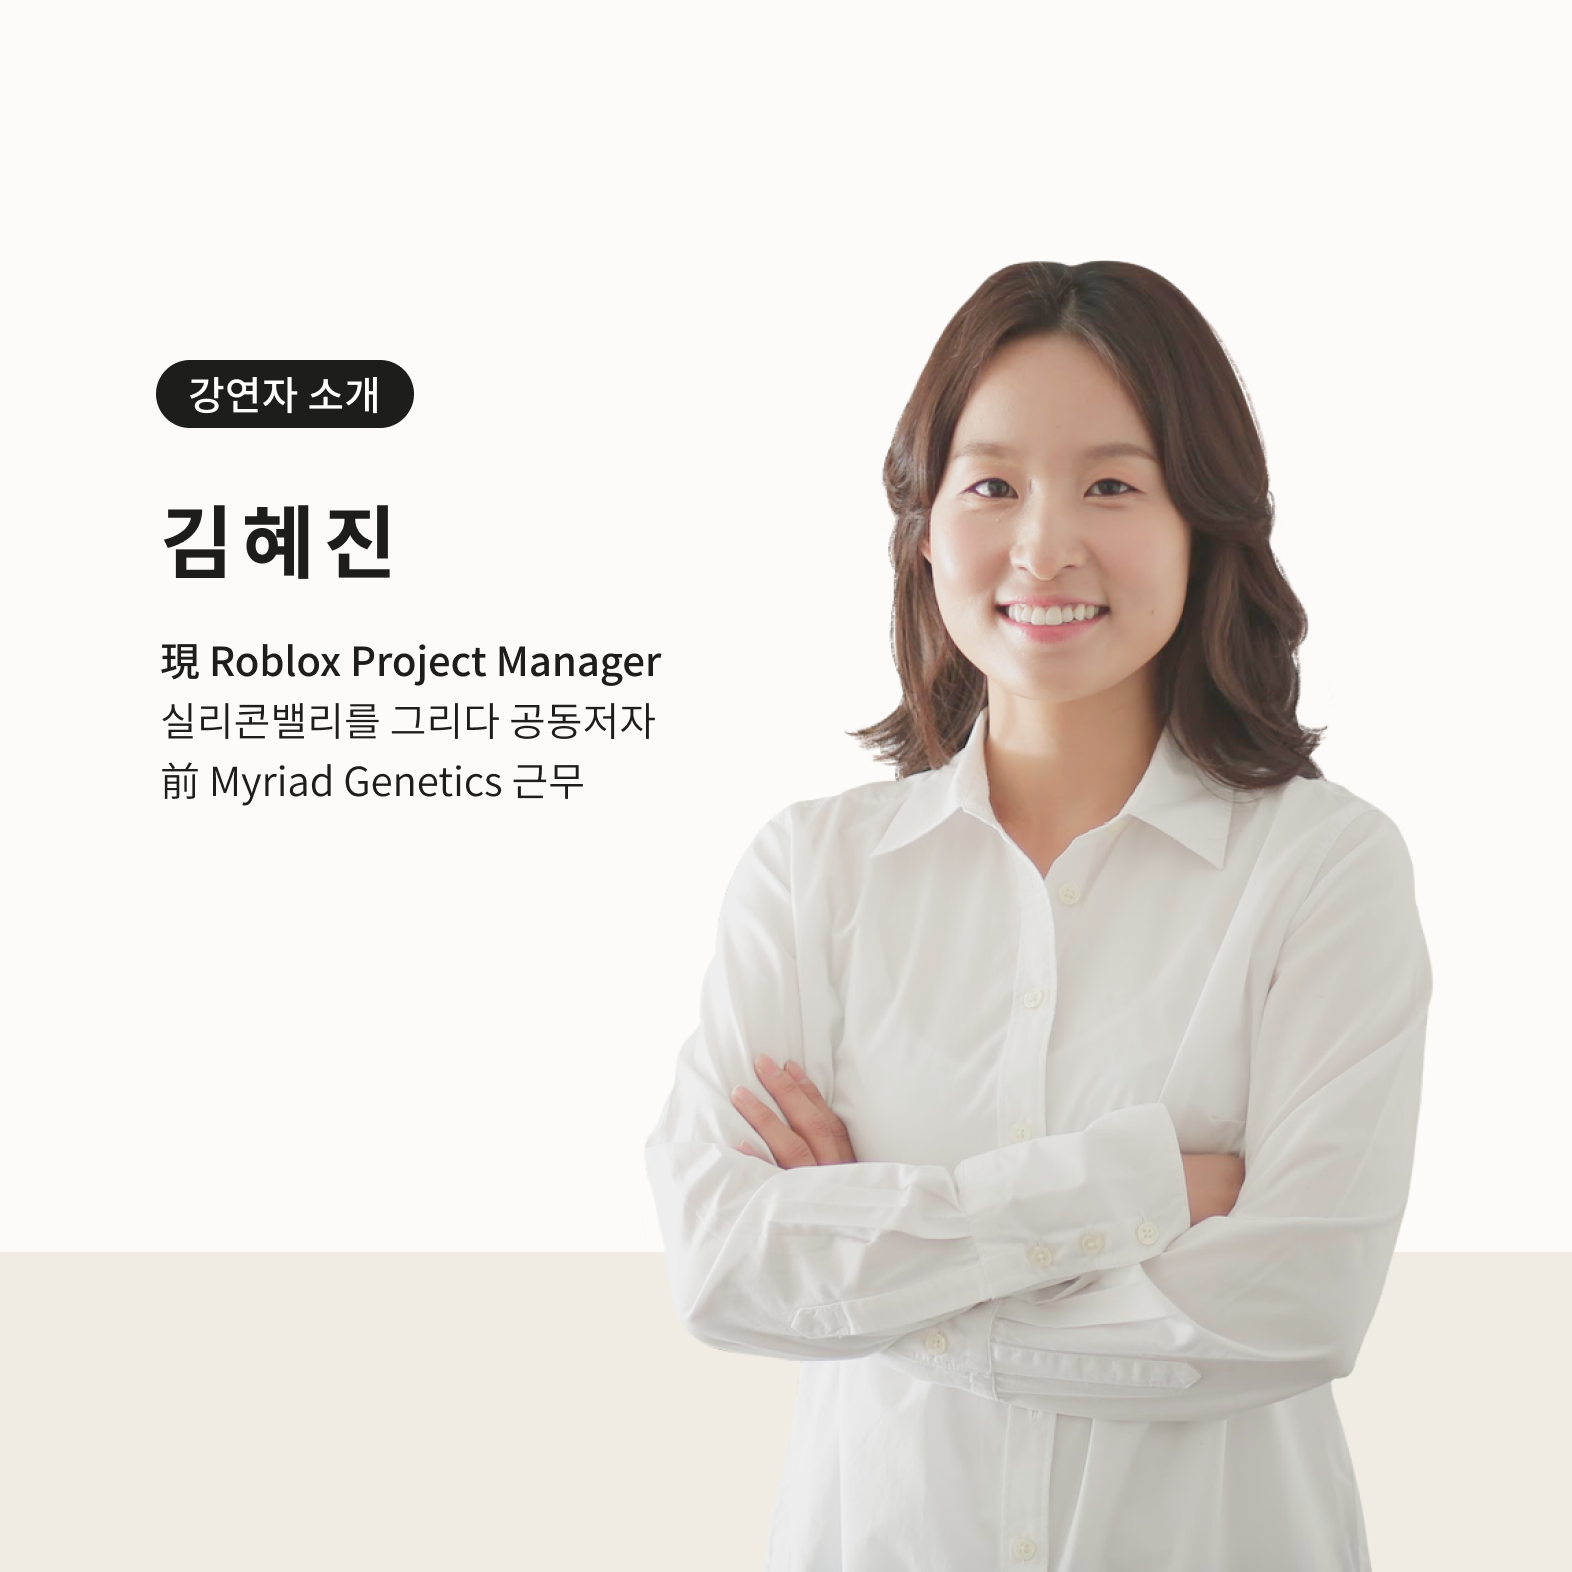 강연자 소개
김혜진
現 Roblox Project Manager
실리콘밸리를 그리다 공동저자
前 Myriad Genetics 근무